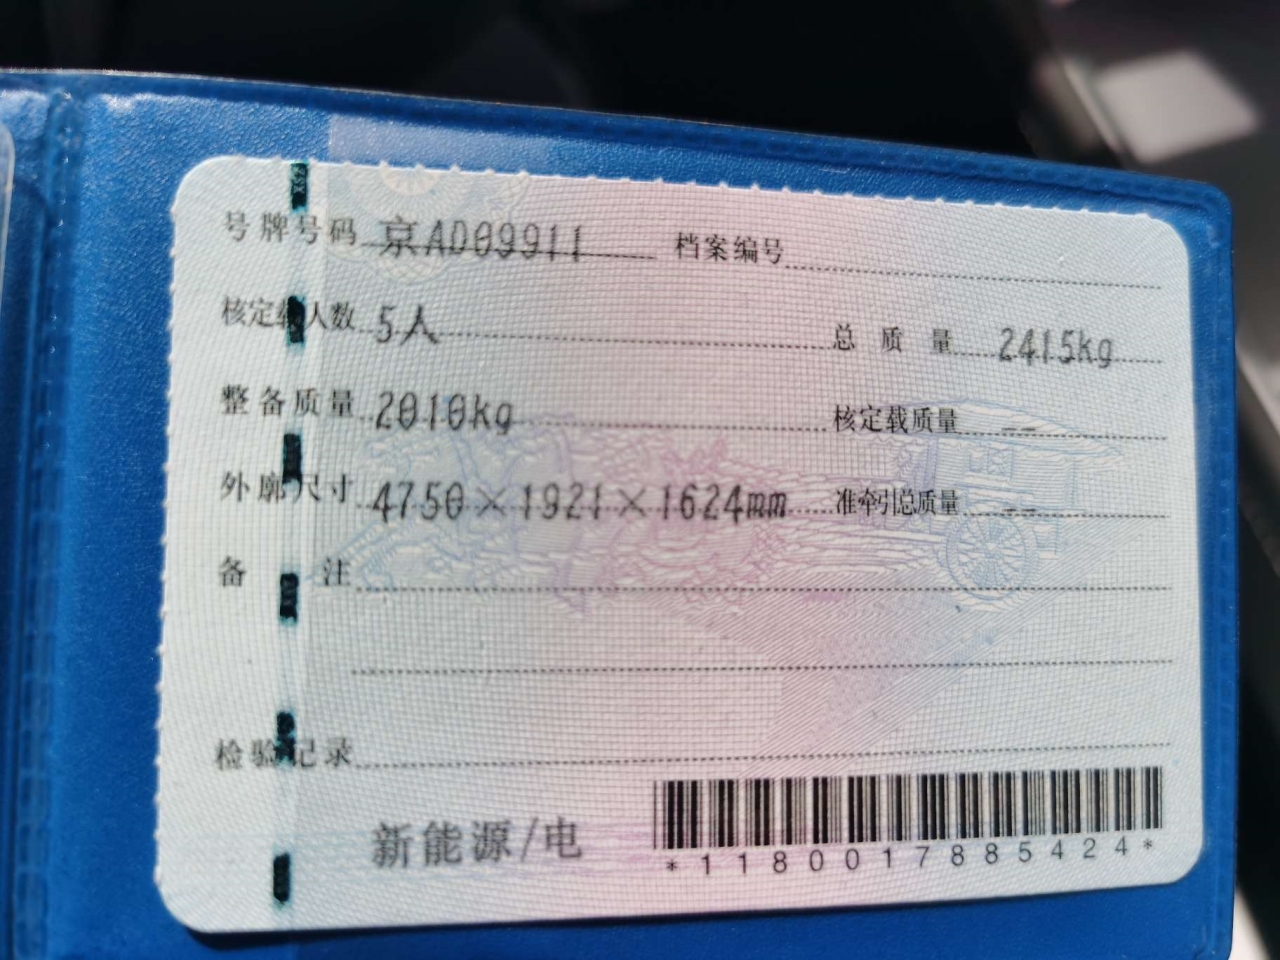 号牌号码 京AD09911 档案编号
核定载人数 5人 总质量 2415kg
整备质量 2010kg 核定载质量 --
外廓尺寸 4750×1921×1624mm 准牵引总质量 --
备注
检验记录
新能源/电
*1180017885424*